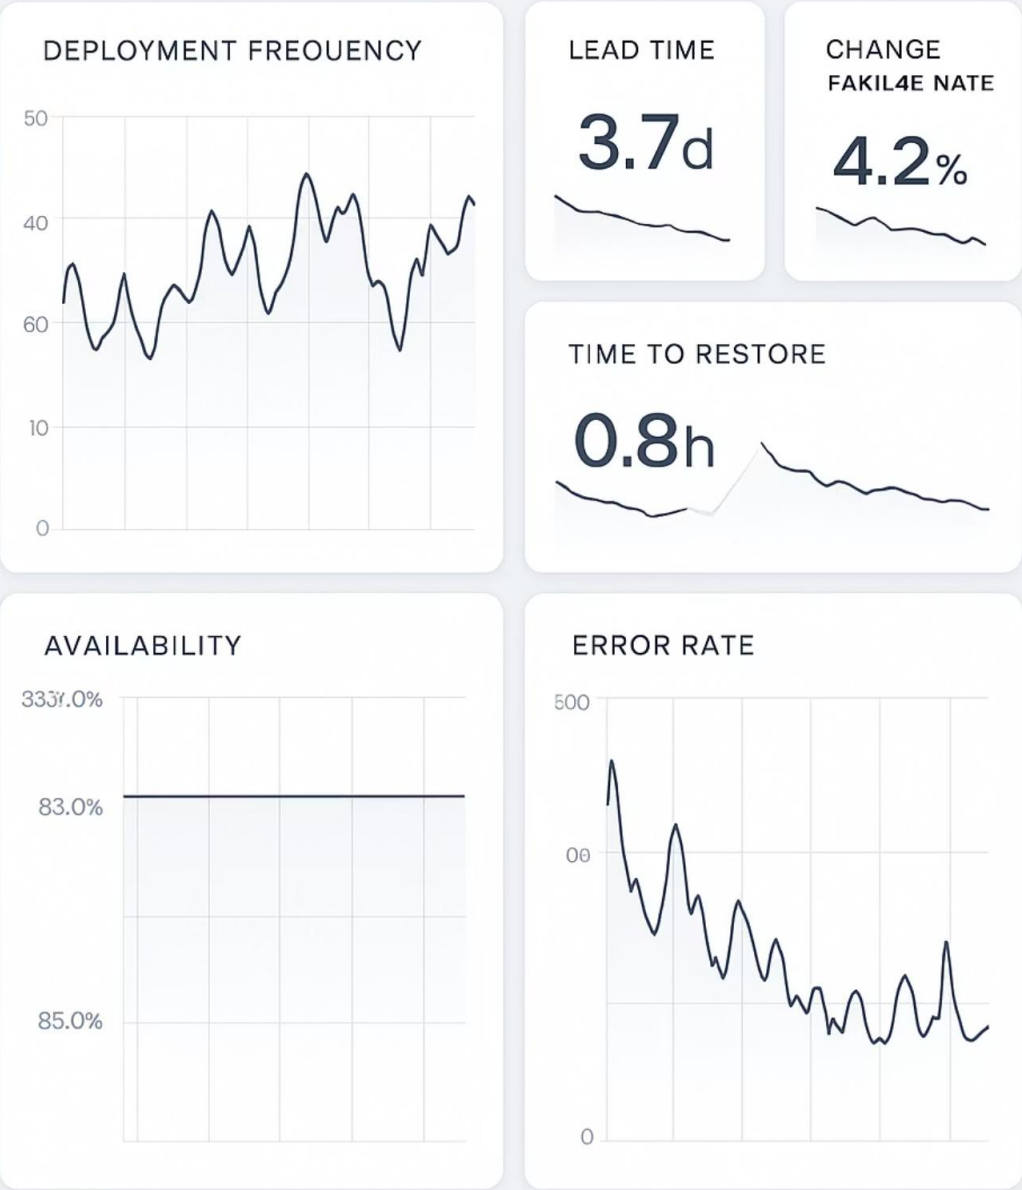 DEPLOYMENT FREOUENCY
50
40
60
10
0
LEAD TIME
3.7d
CHANGE
FAKIL4E NATE
4.2%
TIME TO RESTORE
0.8h
AVAILABILITY
83.0%
85.0%
ERROR RATE
500
00
0